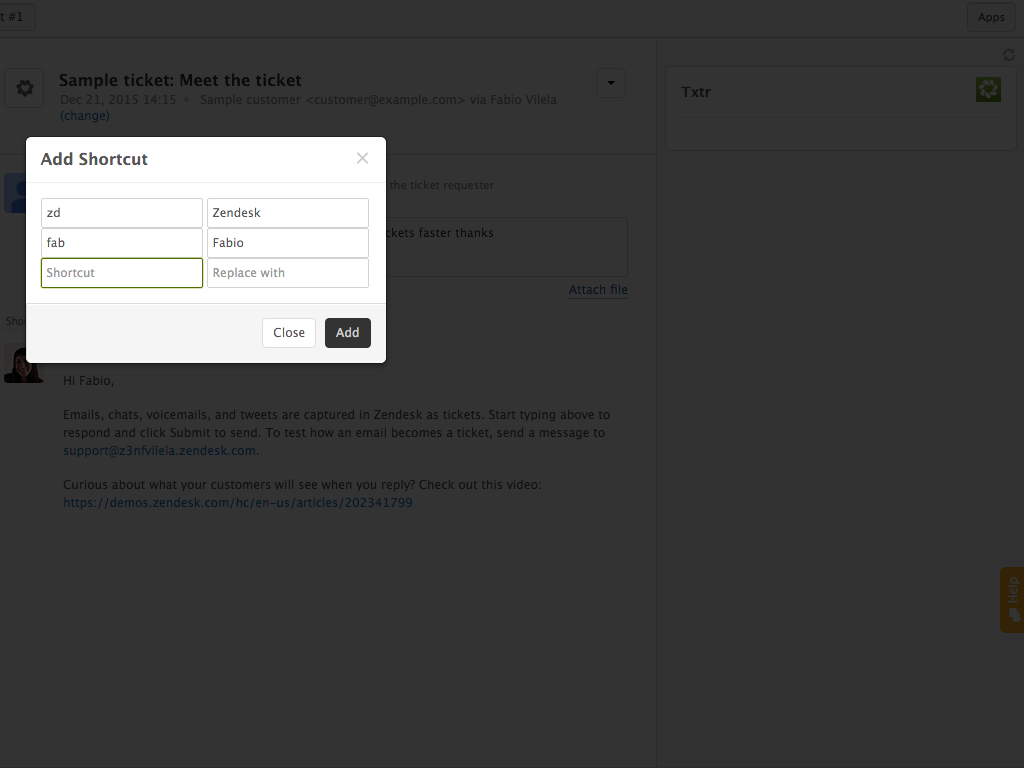 t #1
Apps
Sample ticket: Meet the ticket
Dec 21, 2015 14:15 • Sample customer <customer@example.com> via Fabio Vilela
(change)
Txtr
Add Shortcut
the ticket requester
zd Zendesk
fab Fabio
ckets faster thanks
Shortcut Replace with
Attach file
Sho
Close Add
Hi Fabio,
Emails, chats, voicemails, and tweets are captured in Zendesk as tickets. Start typing above to
respond and click Submit to send. To test how an email becomes a ticket, send a message to
support@z3nfvilela.zendesk.com.
Curious about what your customers will see when you reply? Check out this video:
https://demos.zendesk.com/hc/en-us/articles/202341799
Help